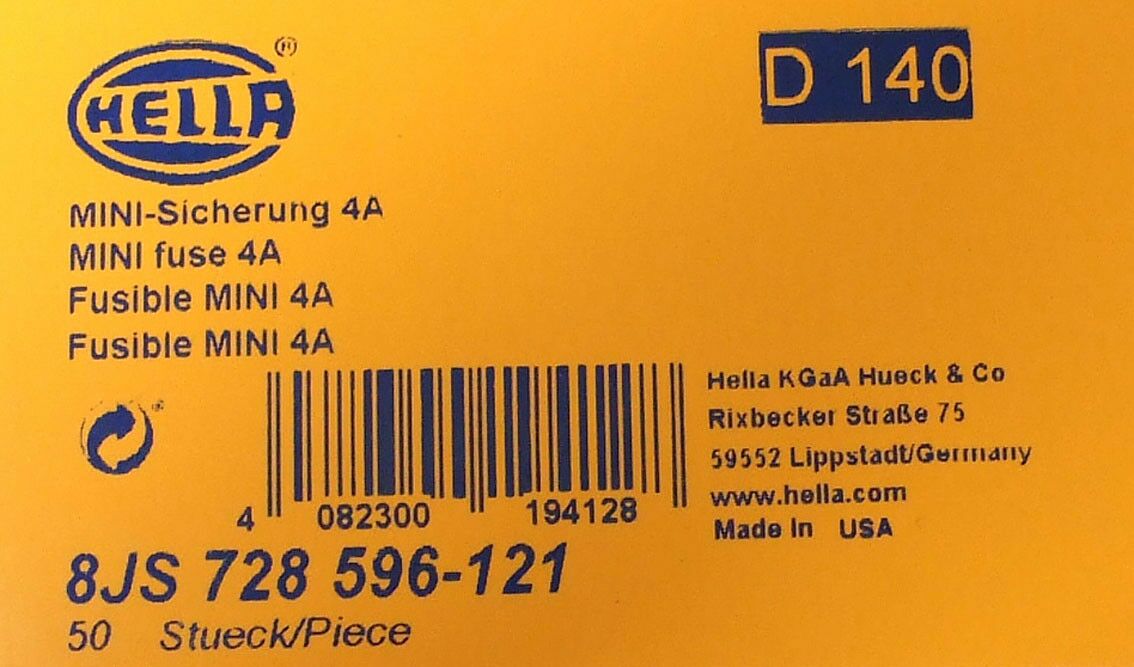 HELLA®
D 140
MINI-Sicherung 4A
MINI fuse 4A
Fusible MINI 4A
Fusible MINI 4A
4 082300 194128
Hella KGaA Hueck & Co
Rixbecker Straße 75
59552 Lippstadt/Germany
www.hella.com
Made In USA
8JS 728 596-121
50 Stueck/Piece